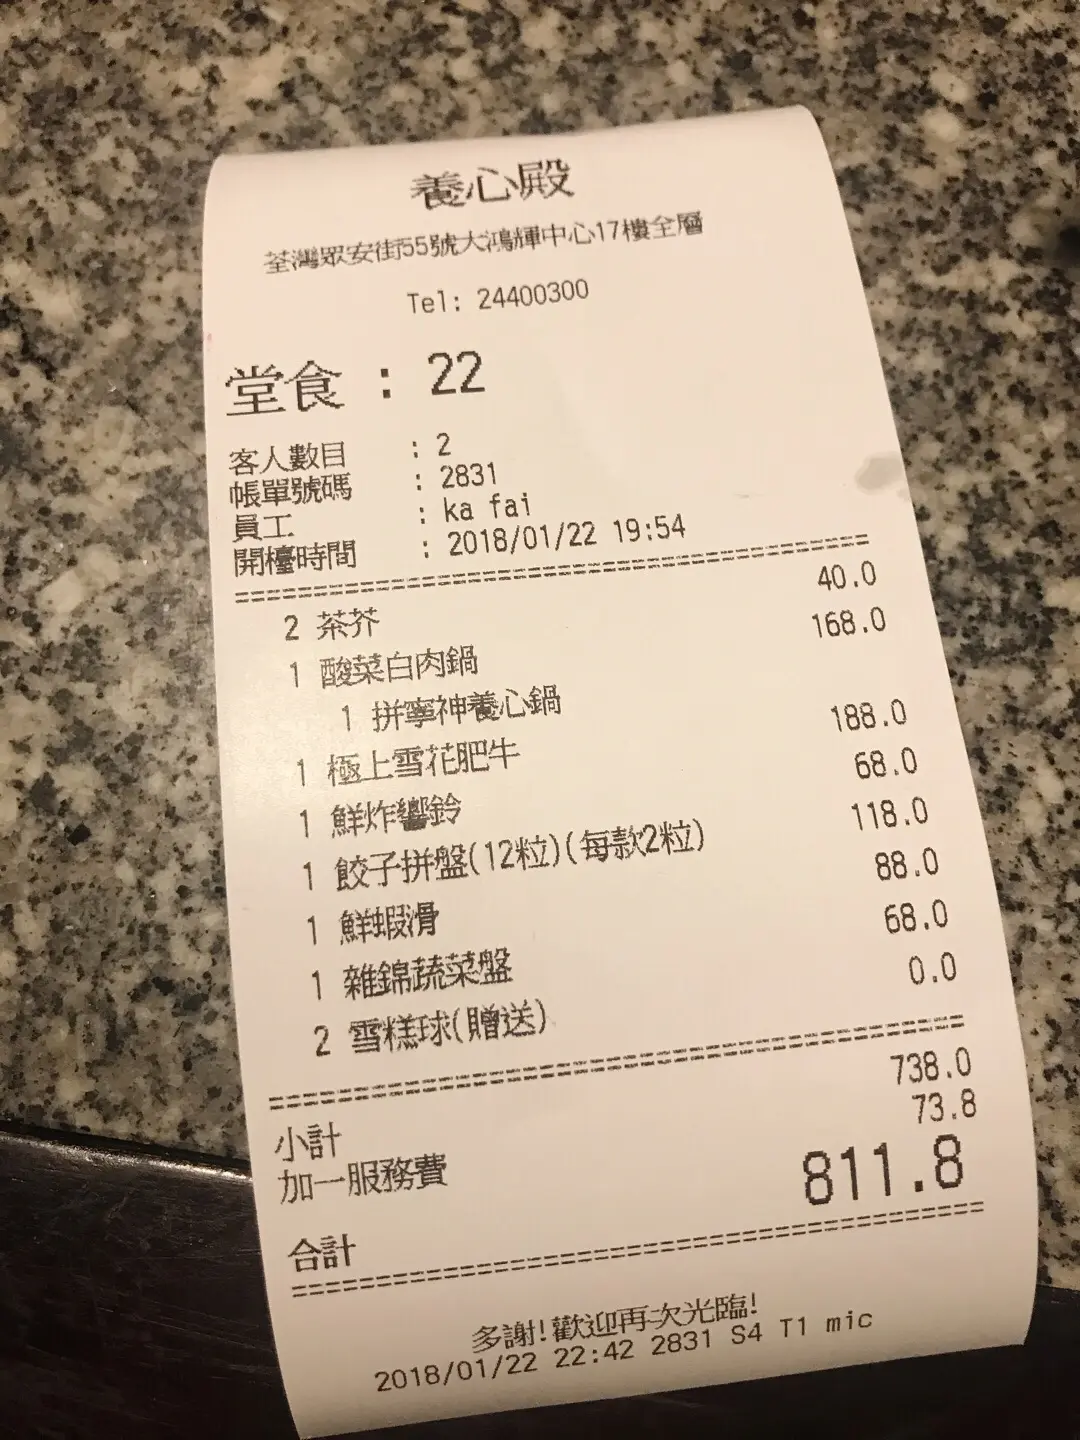 養心殿
荃灣眾安街55號大鴻輝中心17樓全層
Tel: 24400300
堂食 : 22
客人數目 : 2
帳單號碼 : 2831
員工 : ka fai
開檯時間 : 2018/01/22 19:54
2 茶芥 40.0
1 酸菜白肉鍋 168.0
1 拼寧神養心鍋
1 極上雪花肥牛 188.0
1 鮮炸響鈴 68.0
1 餃子拼盤(12粒)(每款2粒) 118.0
1 鮮蝦滑 88.0
1 雜錦蔬菜盤 68.0
2 雪糕球(贈送) 0.0
小計 738.0
加一服務費 73.8
合計 811.8
多謝!歡迎再次光臨!
2018/01/22 22:42 2831 S4 T1 mic